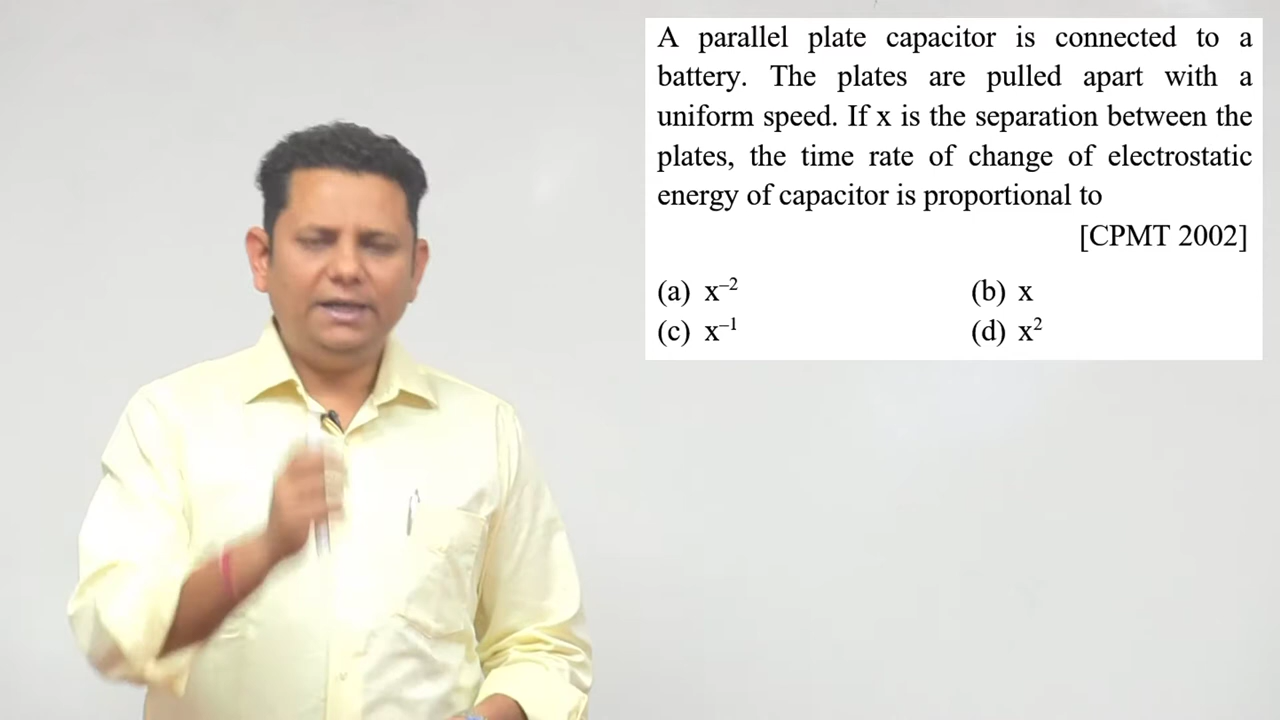 A parallel plate capacitor is connected to a
battery. The plates are pulled apart with a
uniform speed. If x is the separation between the
plates, the time rate of change of electrostatic
energy of capacitor is proportional to
[CPMT 2002]
(a) x⁻² (b) x
(c) x⁻¹ (d) x²